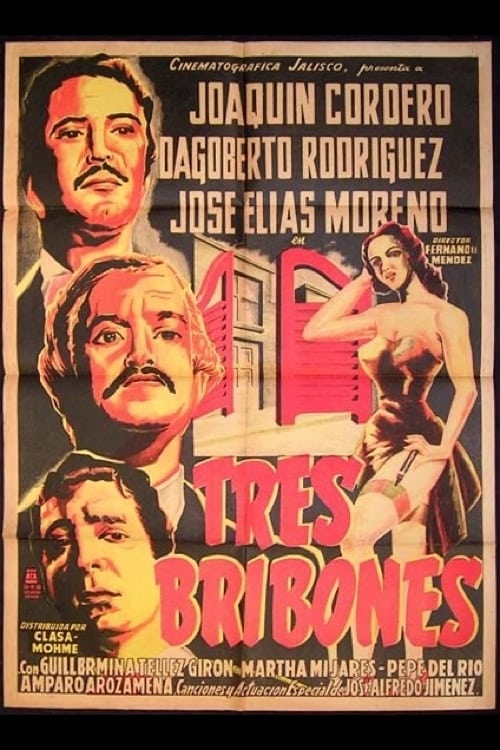 CINEMATOGRAFICA JALISCO, presenta a
JOAQUIN CORDERO
DAGOBERTO RODRIGUEZ
JOSE ELIAS MORENO
en
DIRECTOR
FERNANDO
MENDEZ
TRES
BRIBONES
DISTRIBUIDA POR
CLASA-
MOHME
Con GUILLBRMINA TELLEZ GIRON - MARTHA MIJARES - PEPE DEL RIO
AMPARO AROZAMENA. Canciones y Actuacion Especial de JOSE ALFREDO JIMENEZ.